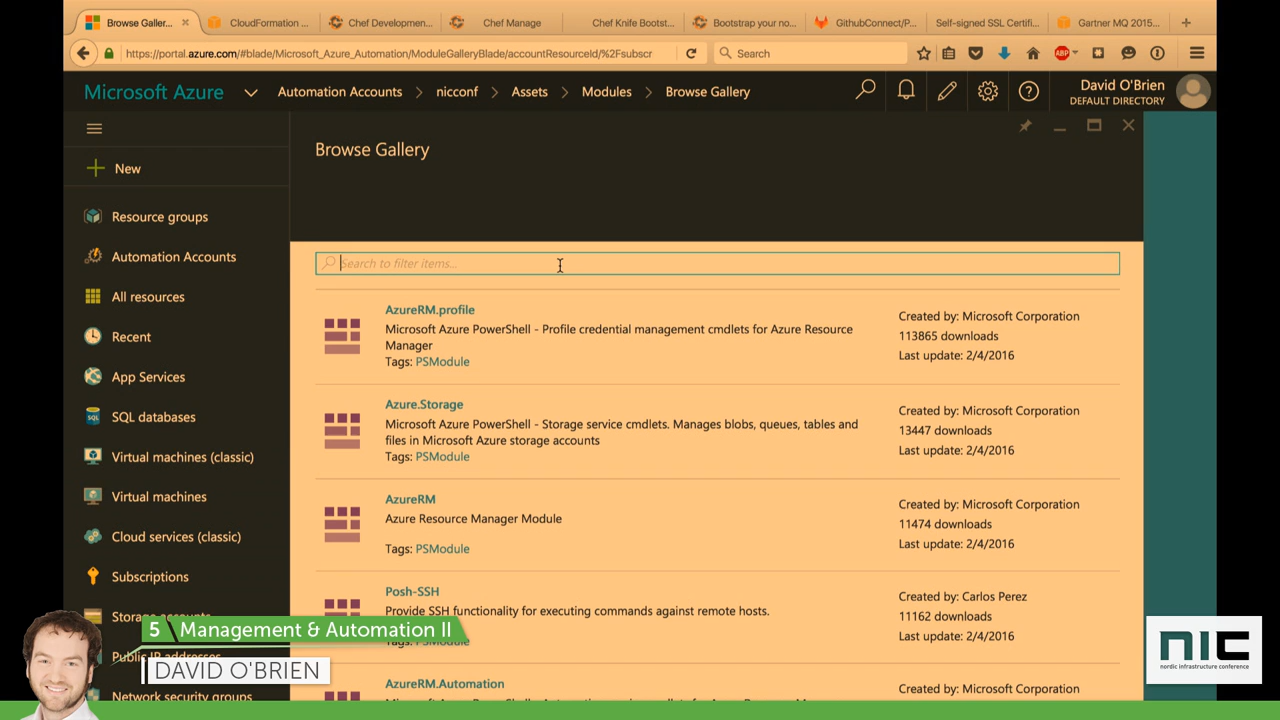 Browse Galler...
CloudFormation ...
Chef Developmen...
Chef Manage
Chef Knife Bootst...
Bootstrap your no...
GithubConnect/P...
Self-signed SSL Certifi...
Gartner MQ 2015...
https://portal.azure.com/#blade/Microsoft_Azure_Automation/ModuleGalleryBlade/accountResourceId/%2Fsubscr
Search
ABP
Microsoft Azure
Automation Accounts
nicconf
Assets
Modules
Browse Gallery
David O'Brien
DEFAULT DIRECTORY
New
Resource groups
Automation Accounts
All resources
Recent
App Services
SQL databases
Virtual machines (classic)
Virtual machines
Cloud services (classic)
Subscriptions
Storage accounts
Public IP addresses
Network security groups
Browse Gallery
Search to filter items...
AzureRM.profile
Microsoft Azure PowerShell - Profile credential management cmdlets for Azure Resource
Manager
Tags: PSModule
Created by: Microsoft Corporation
113865 downloads
Last update: 2/4/2016
Azure.Storage
Microsoft Azure PowerShell - Storage service cmdlets. Manages blobs, queues, tables and
files in Microsoft Azure storage accounts
Tags: PSModule
Created by: Microsoft Corporation
13447 downloads
Last update: 2/4/2016
AzureRM
Azure Resource Manager Module
Tags: PSModule
Created by: Microsoft Corporation
11474 downloads
Last update: 2/4/2016
Posh-SSH
Provide SSH functionality for executing commands against remote hosts.
Tags: PSModule
Created by: Carlos Perez
11162 downloads
Last update: 2/4/2016
AzureRM.Automation
Created by: Microsoft Corporation
5 Management & Automation II
DAVID O'BRIEN
NIC
nordic infrastructure conference